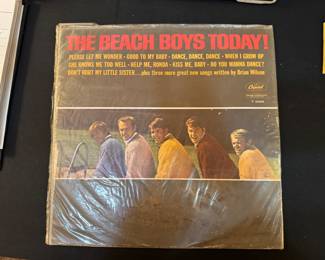 THE BEACH BOYS TODAY!
PLEASE LET ME WONDER • GOOD TO MY BABY • DANCE, DANCE, DANCE • WHEN I GROW UP
SHE KNOWS ME TOO WELL • HELP ME, RONDA • KISS ME, BABY • DO YOU WANNA DANCE?
DON'T HURT MY LITTLE SISTER.....plus three more great new songs written by Brian Wilson
Capitol